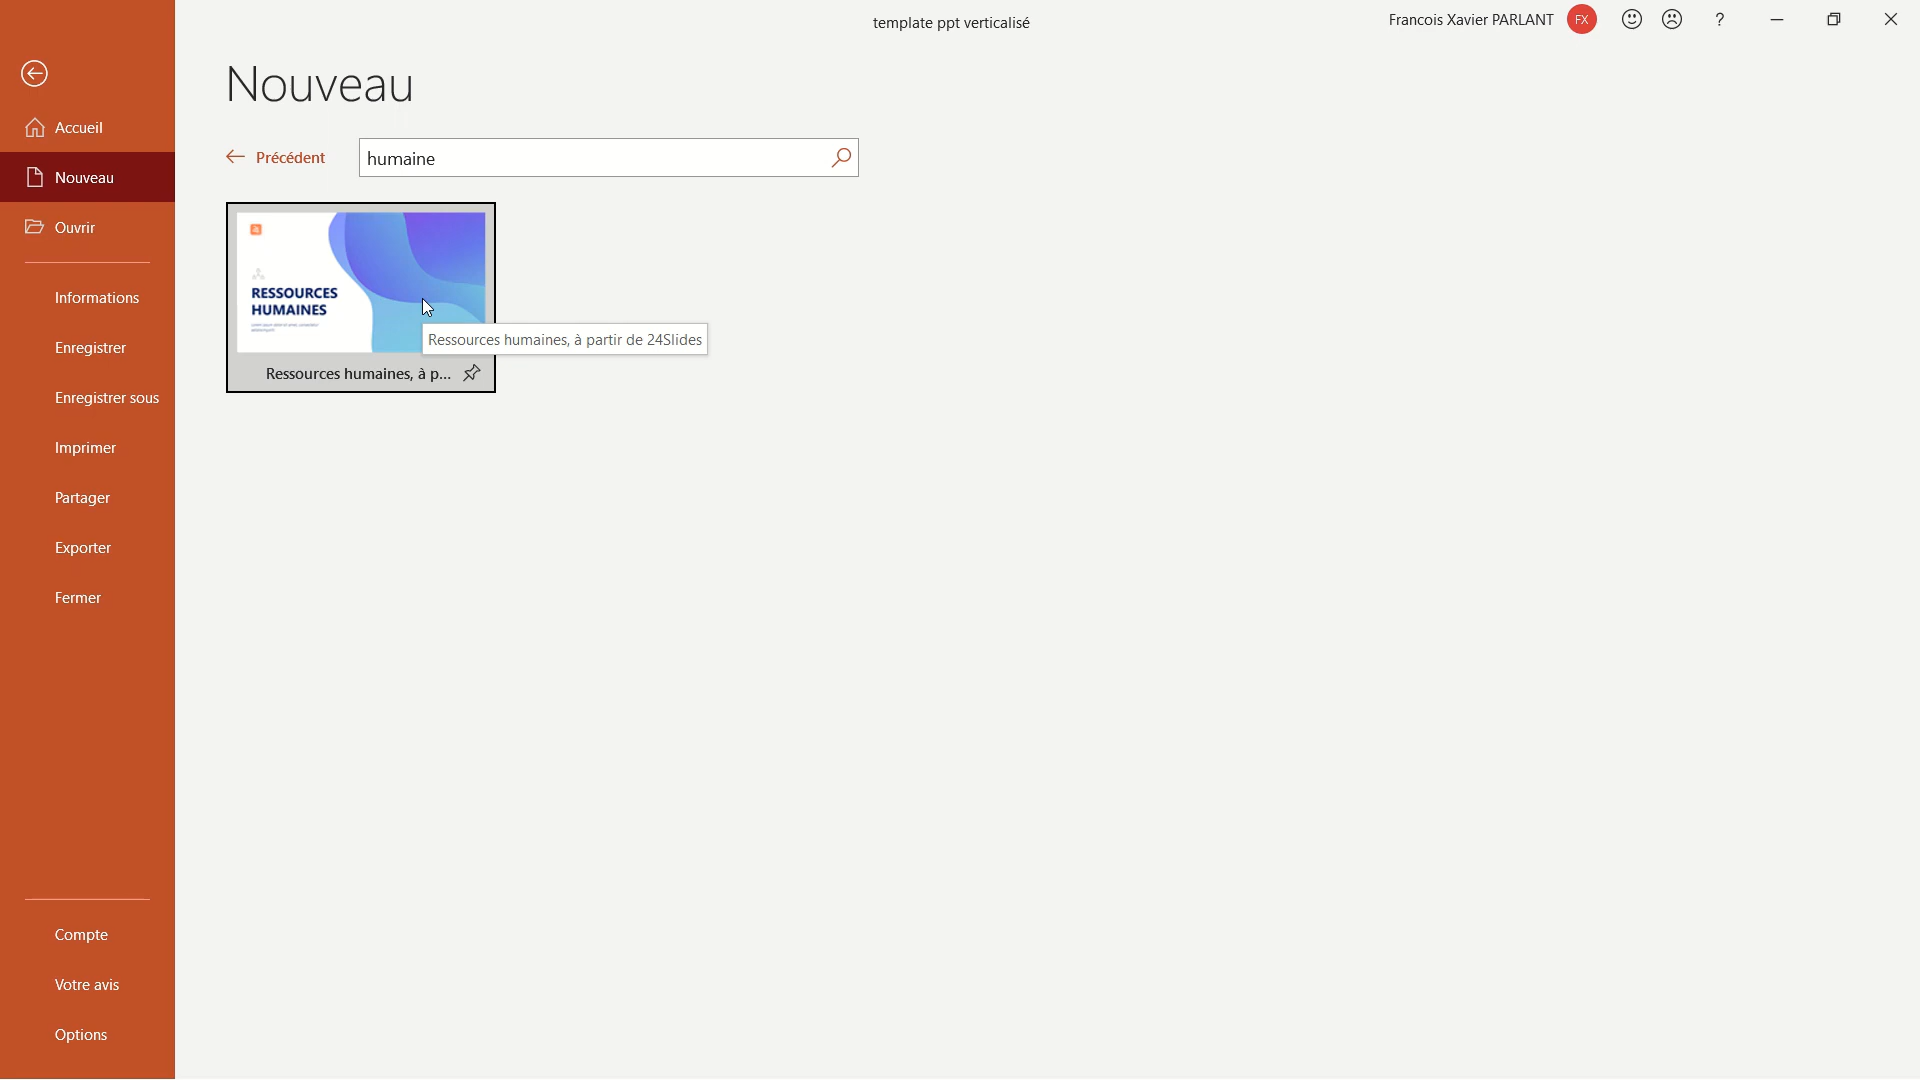 template ppt verticalisé
Francois Xavier PARLANT
FX
?
Nouveau
Accueil
Nouveau
Ouvrir
Informations
Enregistrer
Enregistrer sous
Imprimer
Partager
Exporter
Fermer
Compte
Votre avis
Options
Précédent
humaine
RESSOURCES
HUMAINES
Ressources humaines, à partir de 24Slides
Ressources humaines, à p...